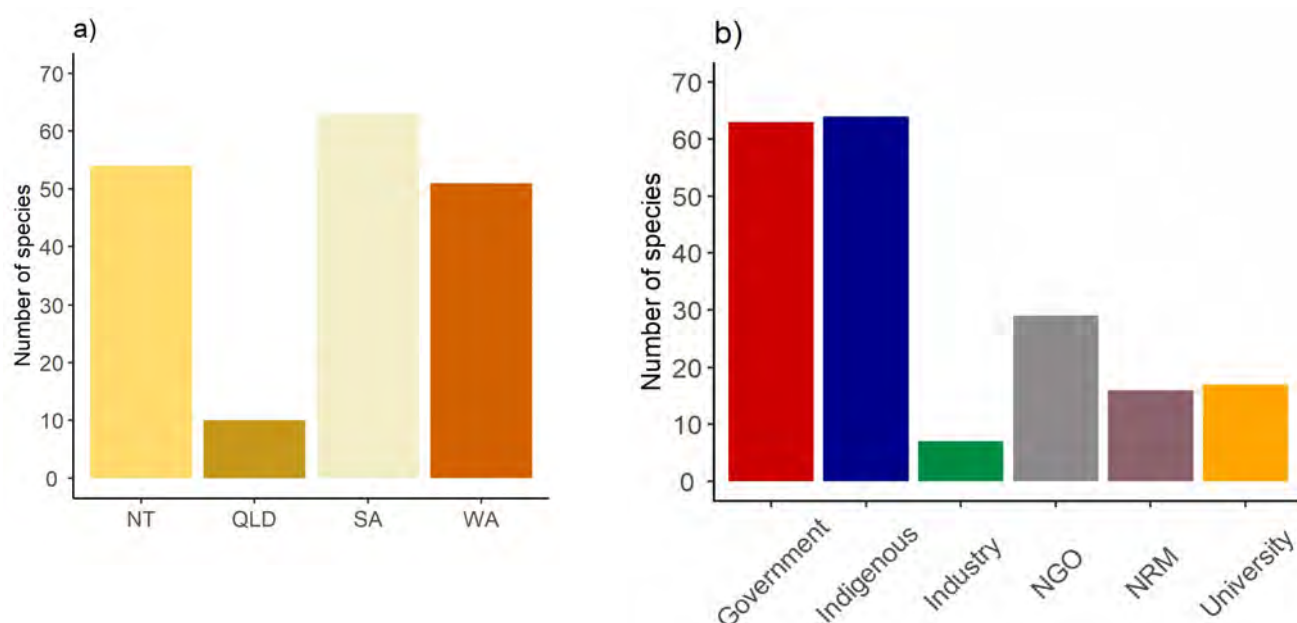 a)
Number of species
70
60
50
40
30
20
10
0
NT QLD SA WA
b)
Number of species
70
60
50
40
30
20
10
0
Government Indigenous Industry NGO NRM University